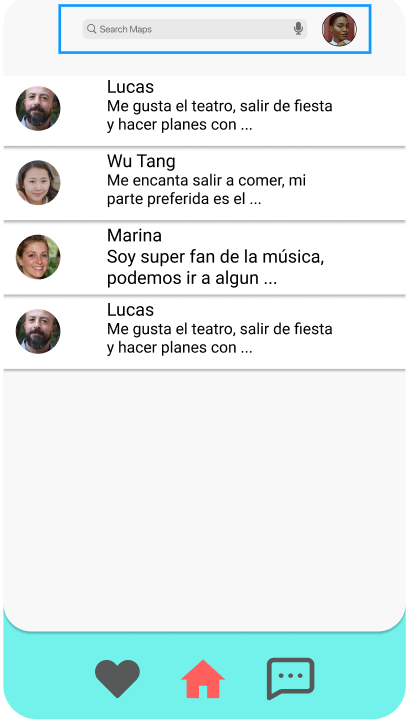 Search Maps
Lucas
Me gusta el teatro, salir de fiesta
y hacer planes con ...
Wu Tang
Me encanta salir a comer, mi
parte preferida es el ...
Marina
Soy super fan de la música,
podemos ir a algun ...
Lucas
Me gusta el teatro, salir de fiesta
y hacer planes con ...